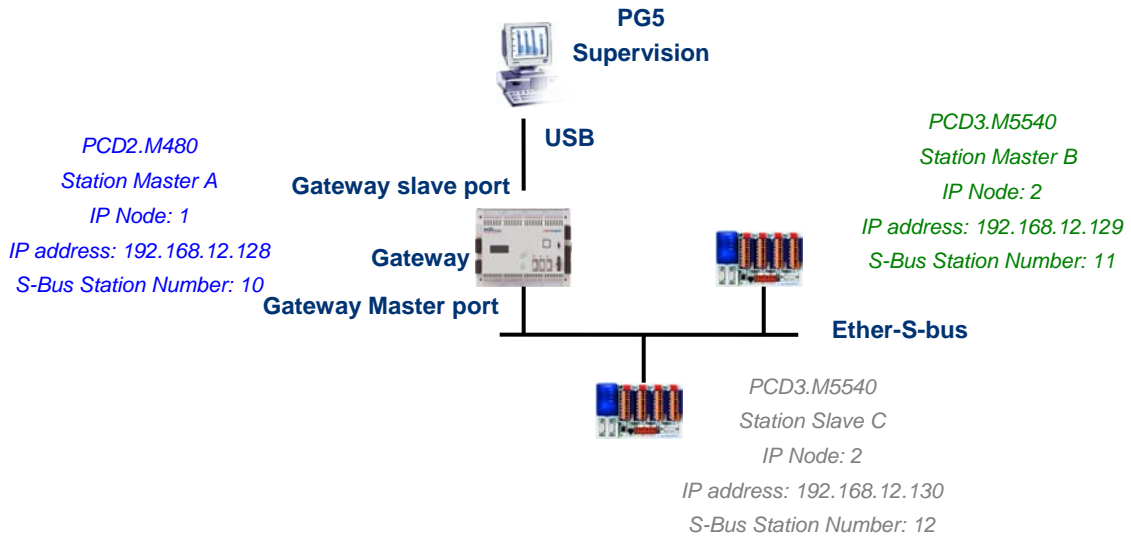 PG5
Supervision
USB
PCD2.M480
Station Master A
IP Node: 1
IP address: 192.168.12.128
S-Bus Station Number: 10
Gateway slave port
Gateway
Gateway Master port
PCD3.M5540
Station Master B
IP Node: 2
IP address: 192.168.12.129
S-Bus Station Number: 11
Ether-S-bus
PCD3.M5540
Station Slave C
IP Node: 2
IP address: 192.168.12.130
S-Bus Station Number: 12